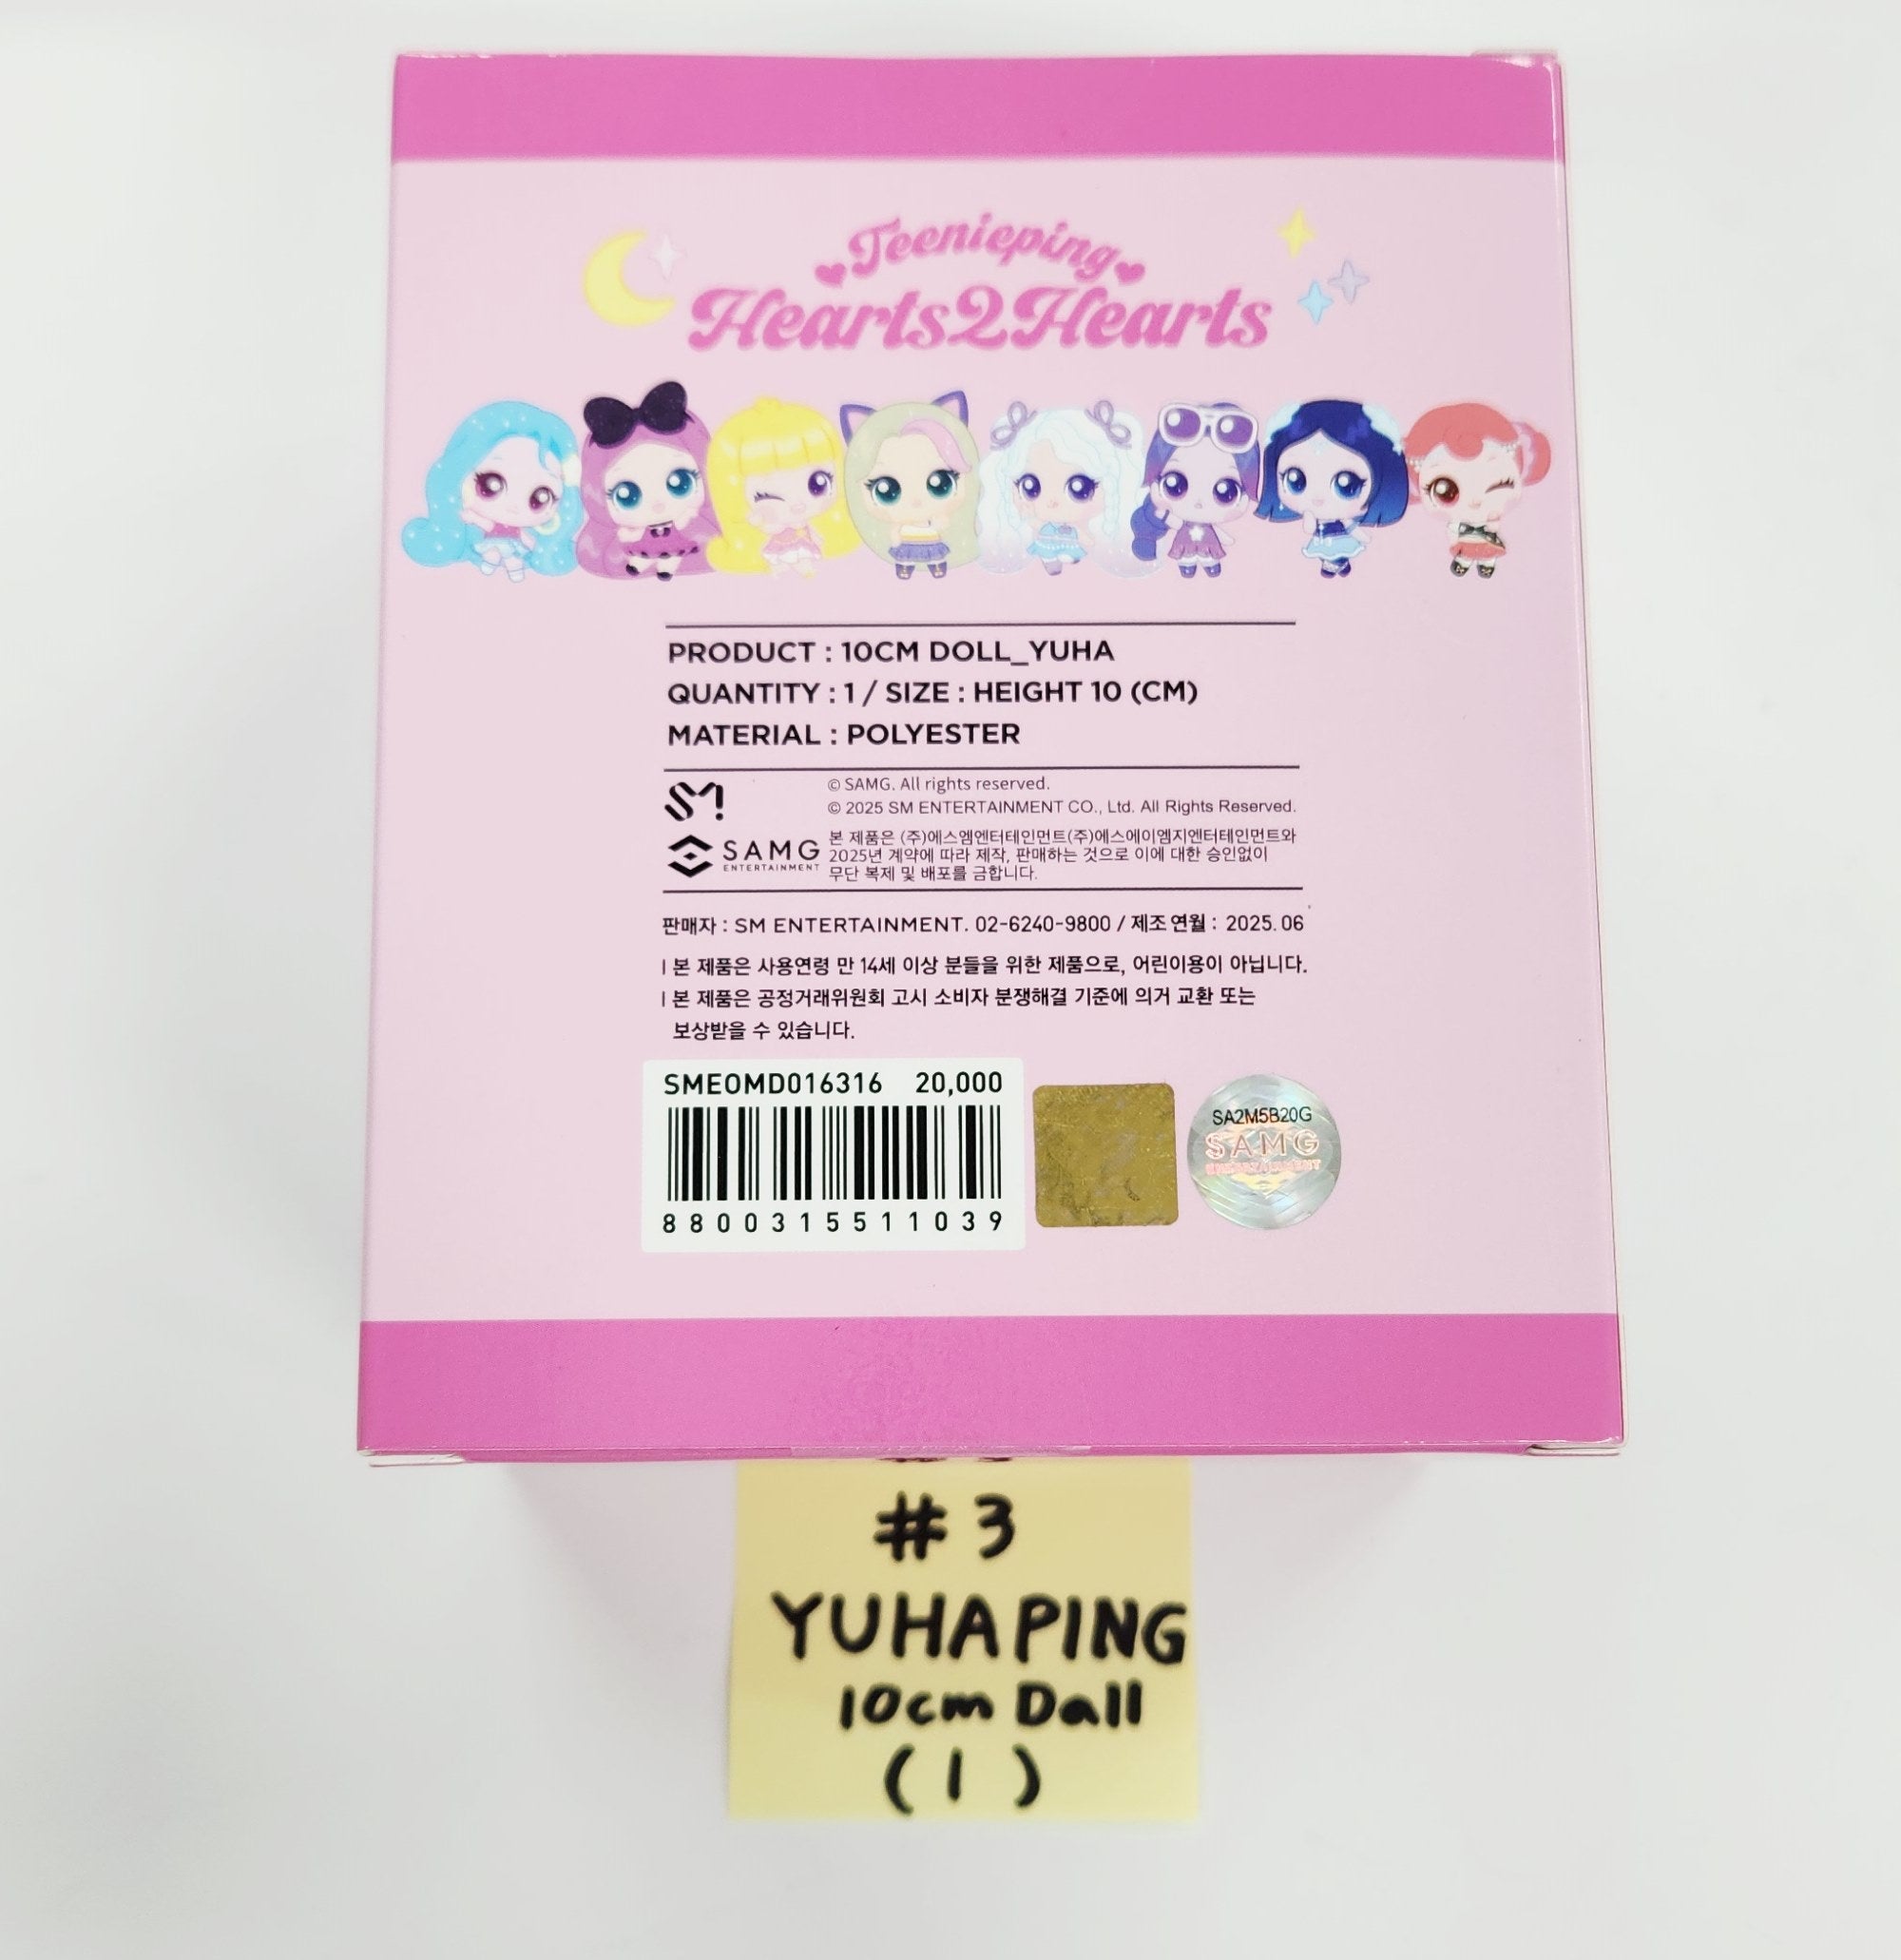 Teenieping
Hearts2Hearts
PRODUCT : 10CM DOLL_YUHA
QUANTITY : 1 / SIZE : HEIGHT 10 (CM)
MATERIAL : POLYESTER
SM
© SAMG. All rights reserved.
© 2025 SM ENTERTAINMENT CO., Ltd. All Rights Reserved.
SAMG
ENTERTAINMENT
본 제품은 (주)에스엠엔터테인먼트(주)에스에이엠지엔터테인먼트와
2025년 계약에 따라 제작, 판매하는 것으로 이에 대한 승인없이
무단 복제 및 배포를 금합니다.
판매자 : SM ENTERTAINMENT. 02-6240-9800 / 제조연월 : 2025.06
l 본 제품은 사용연령 만 14세 이상 분들을 위한 제품으로, 어린이용이 아닙니다.
l 본 제품은 공정거래위원회 고시 소비자 분쟁해결 기준에 의거 교환 또는
보상받을 수 있습니다.
SMEOMD016316 20,000
8800315511039
SA2M5B20G
SAMG
ENTERTAINMENT
#3
YUHAPING
10cm Dall
(1)